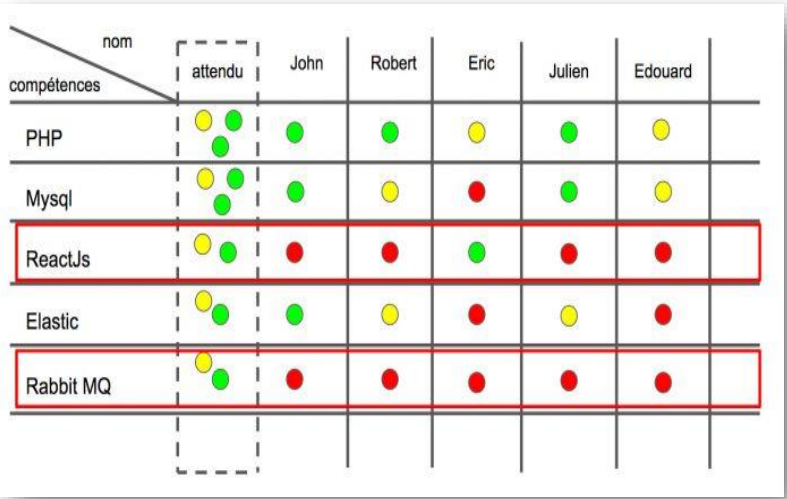 nom
compétences
attendu
John
Robert
Eric
Julien
Edouard
PHP
Mysql
ReactJs
Elastic
Rabbit MQ